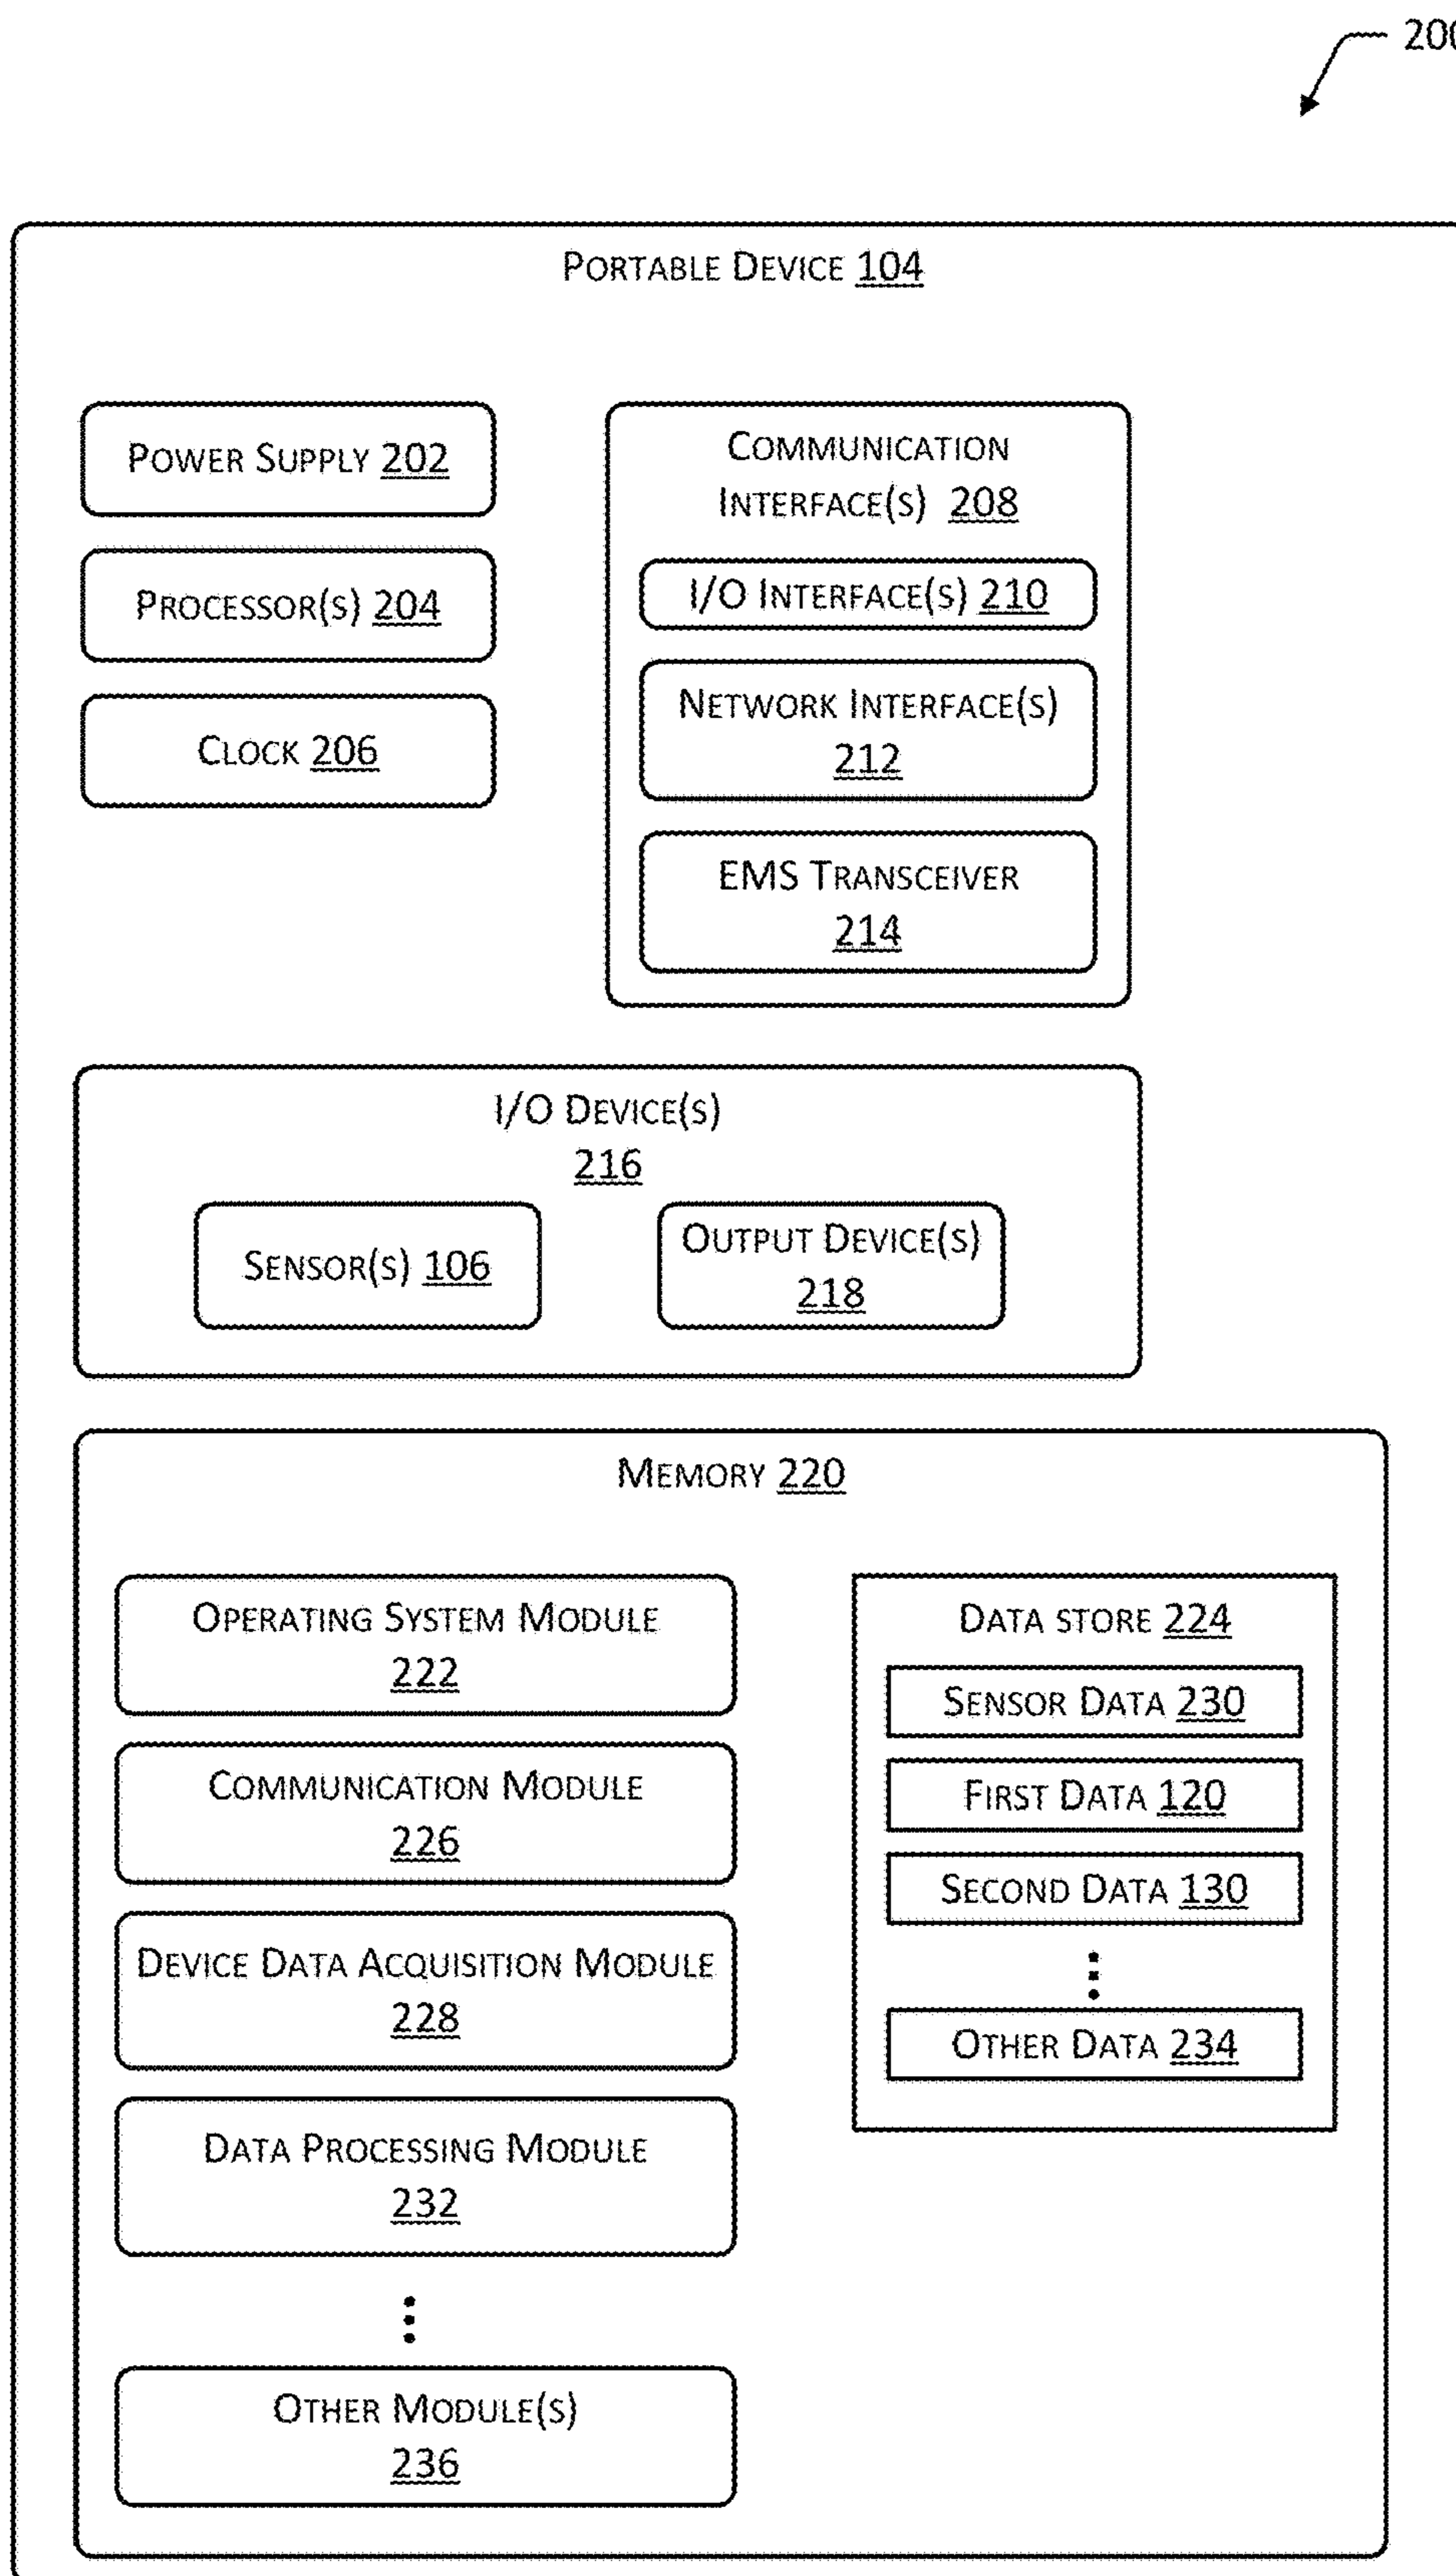 200
PORTABLE DEVICE 104
POWER SUPPLY 202
PROCESSOR(S) 204
CLOCK 206
COMMUNICATION
INTERFACE(S) 208
I/O INTERFACE(S) 210
NETWORK INTERFACE(S)
212
EMS TRANSCEIVER
214
I/O DEVICE(S)
216
SENSOR(S) 106
OUTPUT DEVICE(S)
218
MEMORY 220
OPERATING SYSTEM MODULE
222
COMMUNICATION MODULE
226
DEVICE DATA ACQUISITION MODULE
228
DATA PROCESSING MODULE
232
OTHER MODULE(S)
236
DATA STORE 224
SENSOR DATA 230
FIRST DATA 120
SECOND DATA 130
OTHER DATA 234